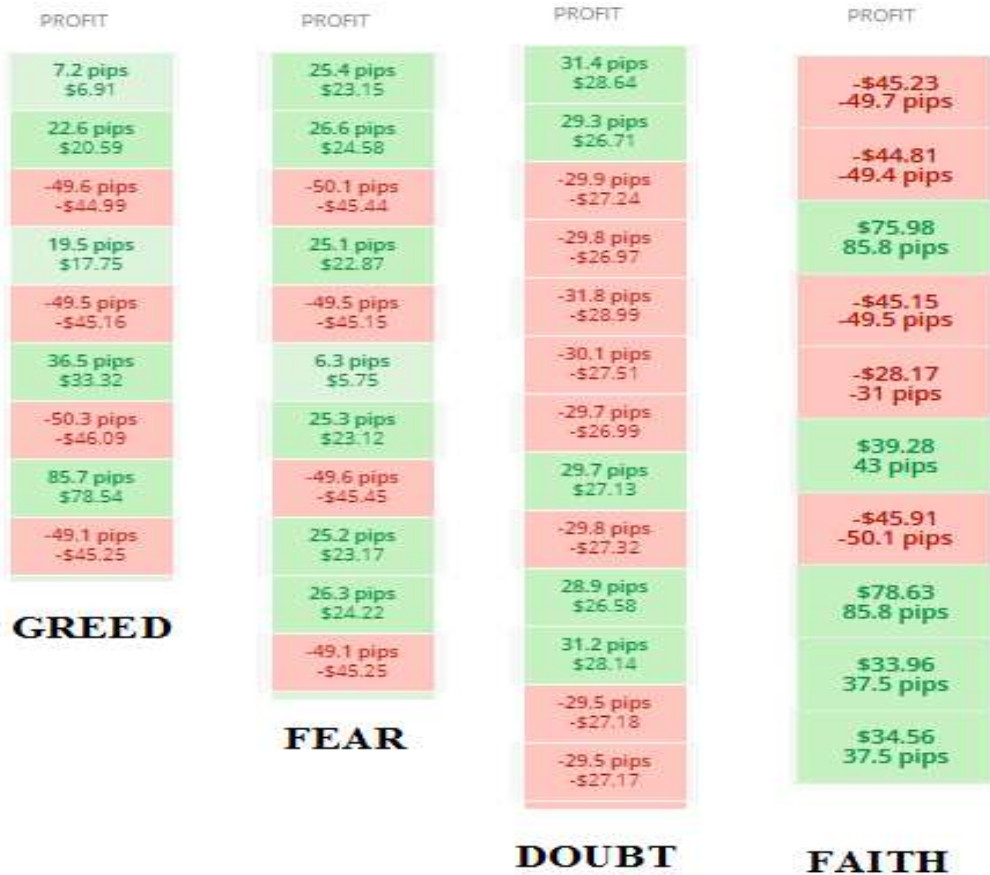 PROFIT
7.2 pips
$6.91
22.6 pips
$20.59
-49.6 pips
-$44.99
19.5 pips
$17.75
-49.5 pips
-$45.16
36.5 pips
$33.32
-50.3 pips
-$46.09
85.7 pips
$78.54
-49.1 pips
-$45.25
GREED
PROFIT
25.4 pips
$23.15
26.6 pips
$24.58
-50.1 pips
-$45.44
25.1 pips
$22.87
-49.5 pips
-$45.15
6.3 pips
$5.75
25.3 pips
$23.12
-49.6 pips
-$45.45
25.2 pips
$23.17
26.3 pips
$24.22
-49.1 pips
-$45.25
FEAR
PROFIT
31.4 pips
$28.64
29.3 pips
$26.71
-29.9 pips
-$27.24
-29.8 pips
-$26.97
-31.8 pips
-$28.99
-30.1 pips
-$27.51
-29.7 pips
-$26.99
29.7 pips
$27.13
-29.8 pips
-$27.32
28.9 pips
$26.58
31.2 pips
$28.14
-29.5 pips
-$27.18
-29.5 pips
-$27.17
DOUBT
PROFIT
-$45.23
-49.7 pips
-$44.81
-49.4 pips
$75.98
85.8 pips
-$45.15
-49.5 pips
-$28.17
-31 pips
$39.28
43 pips
-$45.91
-50.1 pips
$78.63
85.8 pips
$33.96
37.5 pips
$34.56
37.5 pips
FAITH